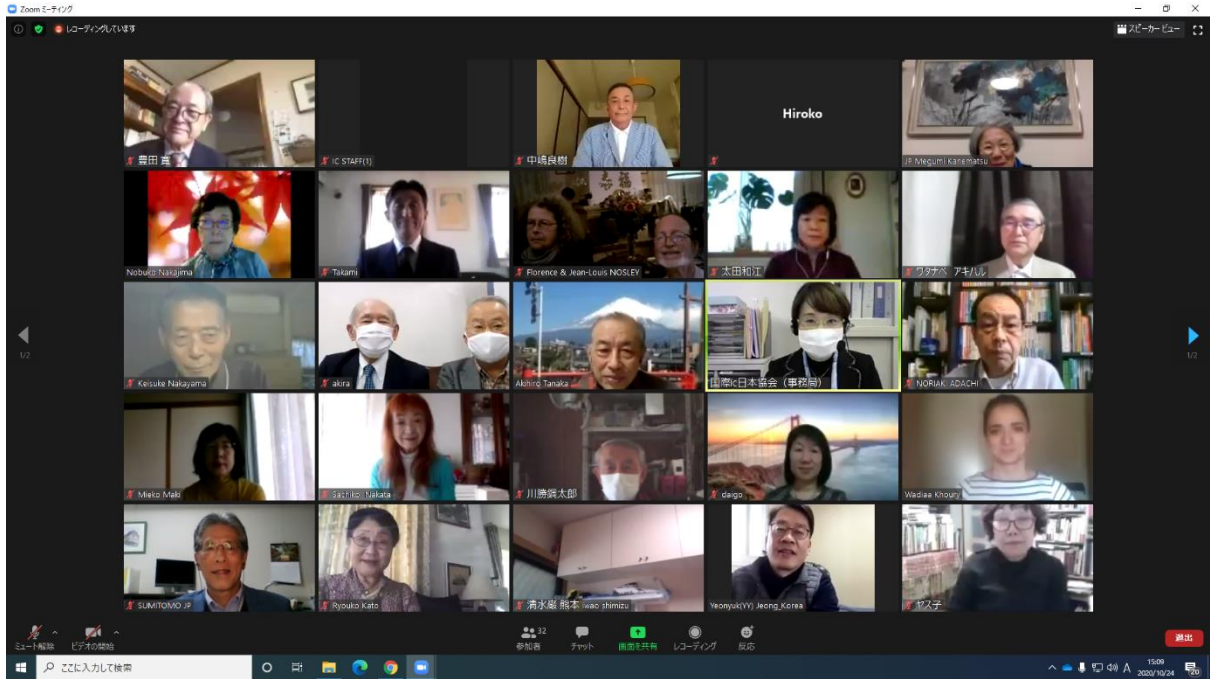 Zoom ミーティング
レコーディングしています
スピーカー ビュー
豊田 真
IC STAFF(1)
中嶋良樹
Hiroko
JP Megumi Kanematsu
Nobuko Nakajima
Takami
Florence & Jean-Louis NOSLEY
太田和江
ワタナベ アキハル
1/2
Keisuke Nakayama
akira
Akihiro Tanaka
国際ic日本協会（事務局）
NORIAKI ADACHI
1/2
Mieko Maki
Sachiko Nakata
川勝鏡太郎
daigo
Wadiaa Khoury
SUMITOMO JP
Ryouko Kato
清水巌 熊本 iwao shimizu
Yeonyuk(YY) Jeong_Korea
ヤス子
ミュート解除
ビデオの開始
32
参加者
チャット
画面を共有
レコーディング
反応
退出
ここに入力して検索
A
15:09
2020/10/24
20